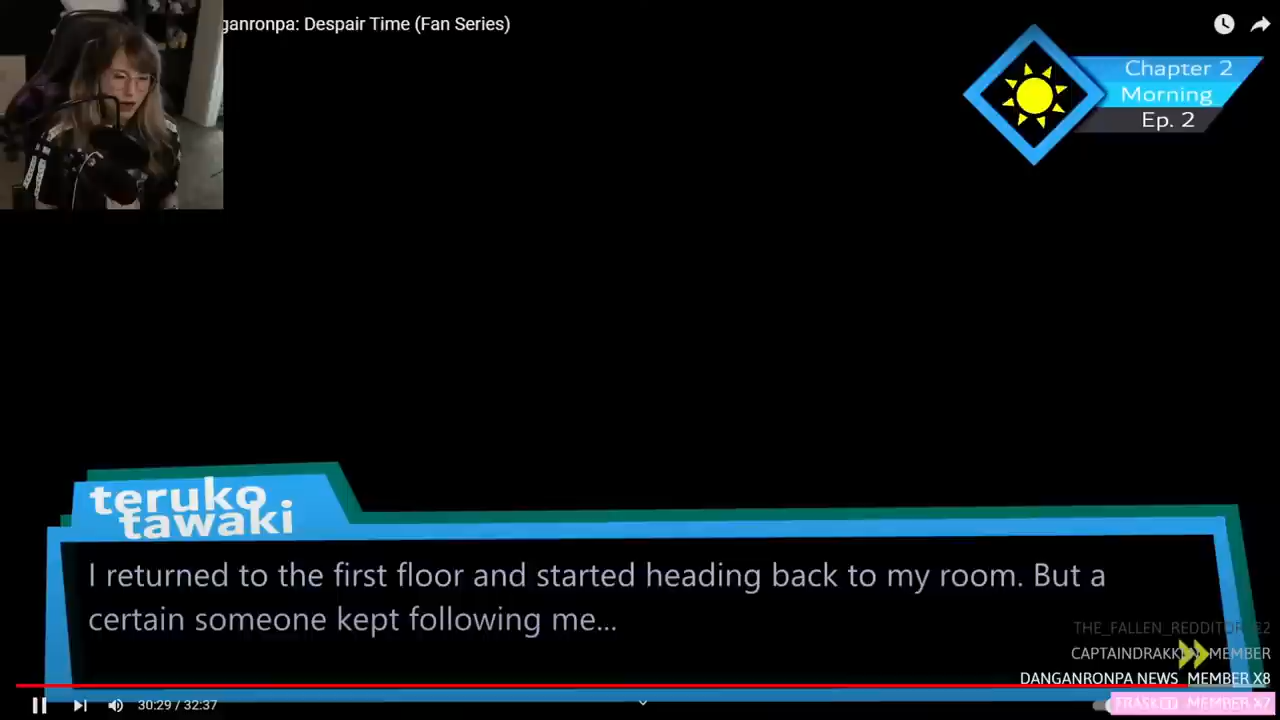 ganronpa: Despair Time (Fan Series)
Chapter 2
Morning
Ep. 2
teruko
tawaki
I returned to the first floor and started heading back to my room. But a
certain someone kept following me...
CAPTAINDRAKK MEMBER
DANGANRONPA NEWS MEMBER X8
MEMBER X7
30:29 / 32:37